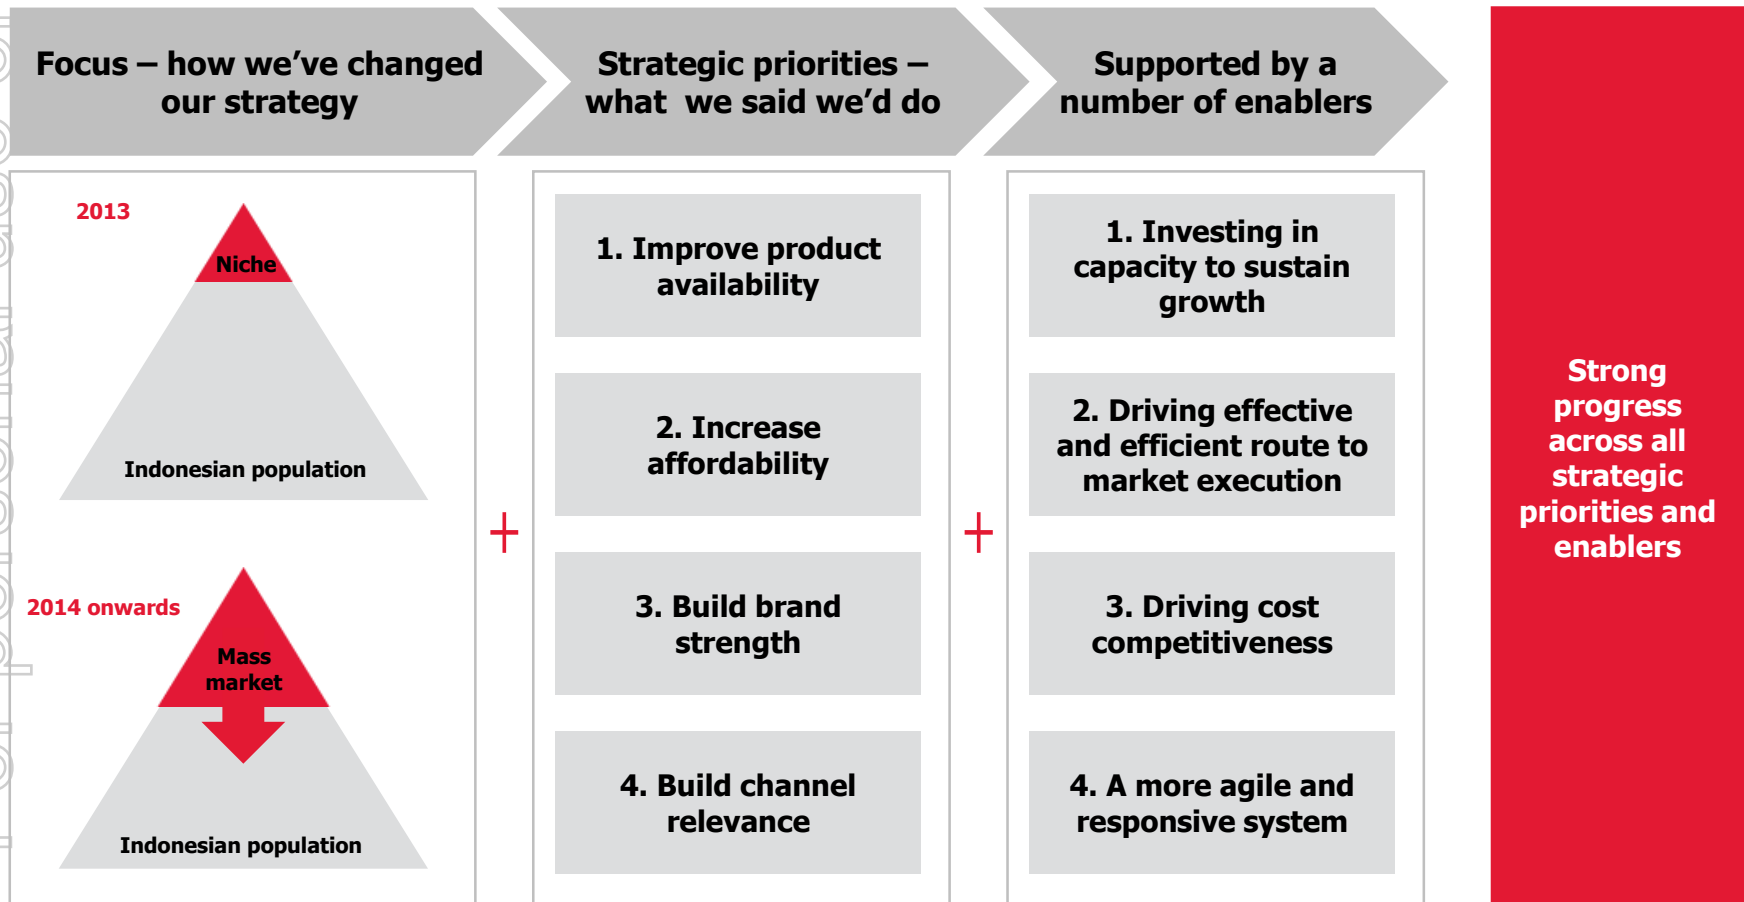 Focus – how we’ve changed
our strategy
Strategic priorities –
what we said we’d do
Supported by a
number of enablers
2013
Niche
Indonesian population
2014 onwards
Mass
market
Indonesian population
+
1. Improve product
availability
2. Increase
affordability
3. Build brand
strength
4. Build channel
relevance
+
1. Investing in
capacity to sustain
growth
2. Driving effective
and efficient route to
market execution
3. Driving cost
competitiveness
4. A more agile and
responsive system
Strong
progress
across all
strategic
priorities and
enablers